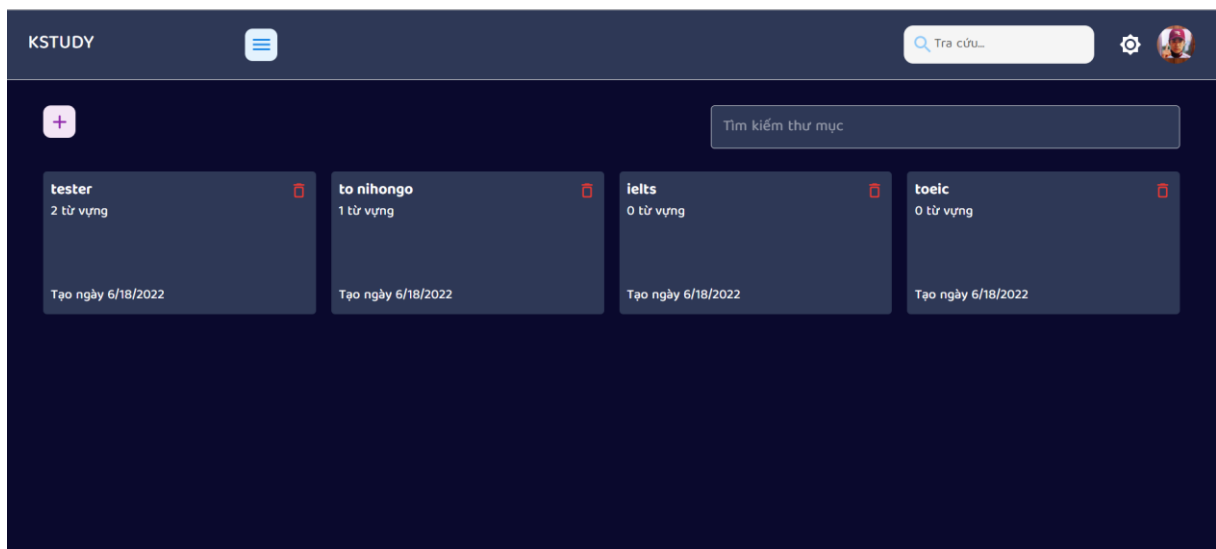 KSTUDY
Tra cứu...
Tìm kiếm thư mục
tester
2 từ vựng
Tạo ngày 6/18/2022
to nihongo
1 từ vựng
Tạo ngày 6/18/2022
ielts
0 từ vựng
Tạo ngày 6/18/2022
toeic
0 từ vựng
Tạo ngày 6/18/2022